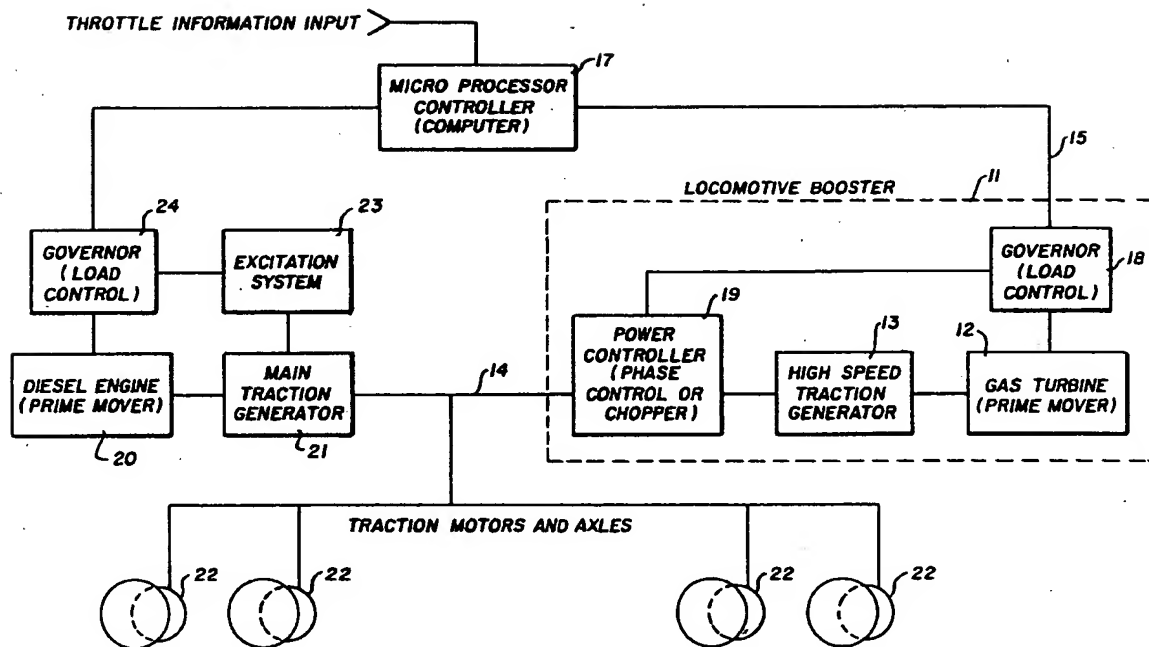 THROTTLE INFORMATION INPUT
17
MICRO PROCESSOR
CONTROLLER
(COMPUTER)
15
LOCOMOTIVE BOOSTER
11
24
GOVERNOR
(LOAD
CONTROL)
23
EXCITATION
SYSTEM
GOVERNOR
(LOAD
CONTROL)
18
19
POWER
CONTROLLER
(PHASE
CONTROL OR
CHOPPER)
13
HIGH SPEED
TRACTION
GENERATOR
12
GAS TURBINE
(PRIME MOVER)
DIESEL ENGINE
(PRIME MOVER)
20
MAIN
TRACTION
GENERATOR
21
14
TRACTION MOTORS AND AXLES
22
22
22
22